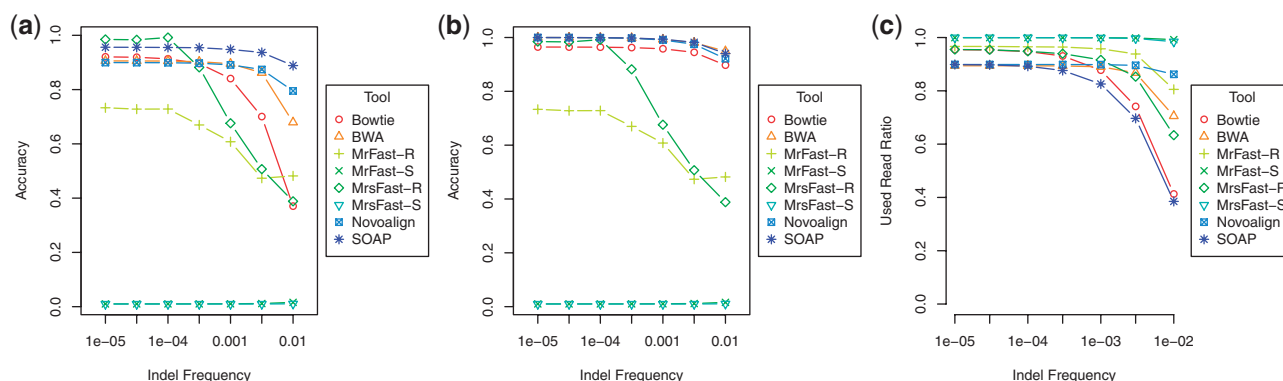 (a)
1.0
0.8
0.6
0.4
0.2
0.0
Accuracy
1e−05
1e−04
0.001
0.01
Indel Frequency
Tool
Bowtie
BWA
MrFast−R
MrFast−S
MrsFast−R
MrsFast−S
Novoalign
SOAP
(b)
1.0
0.8
0.6
0.4
0.2
0.0
Accuracy
1e−05
1e−04
0.001
0.01
Indel Frequency
Tool
Bowtie
BWA
MrFast−R
MrFast−S
MrsFast−R
MrsFast−S
Novoalign
SOAP
(c)
1.0
0.8
0.6
0.4
0.2
0.0
Used Read Ratio
1e−05
1e−04
1e−03
1e−02
Indel Frequency
Tool
Bowtie
BWA
MrFast−R
MrFast−S
MrsFast−R
MrsFast−S
Novoalign
SOAP